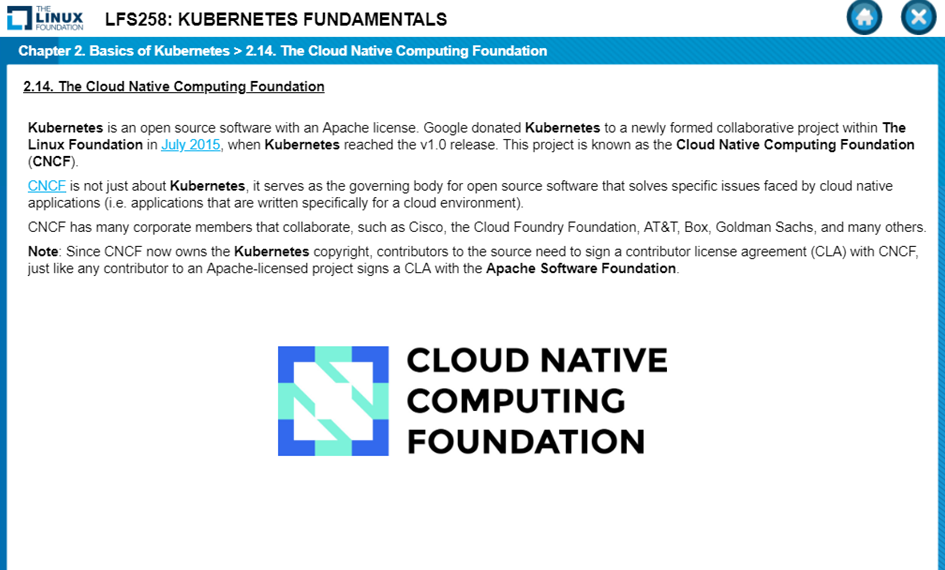 THE
LINUX
FOUNDATION
LFS258: KUBERNETES FUNDAMENTALS
Chapter 2. Basics of Kubernetes > 2.14. The Cloud Native Computing Foundation
2.14. The Cloud Native Computing Foundation
Kubernetes is an open source software with an Apache license. Google donated Kubernetes to a newly formed collaborative project within The
Linux Foundation in July 2015, when Kubernetes reached the v1.0 release. This project is known as the Cloud Native Computing Foundation
(CNCF).
CNCF is not just about Kubernetes, it serves as the governing body for open source software that solves specific issues faced by cloud native
applications (i.e. applications that are written specifically for a cloud environment).
CNCF has many corporate members that collaborate, such as Cisco, the Cloud Foundry Foundation, AT&T, Box, Goldman Sachs, and many others.
Note: Since CNCF now owns the Kubernetes copyright, contributors to the source need to sign a contributor license agreement (CLA) with CNCF,
just like any contributor to an Apache-licensed project signs a CLA with the Apache Software Foundation.
CLOUD NATIVE
COMPUTING
FOUNDATION